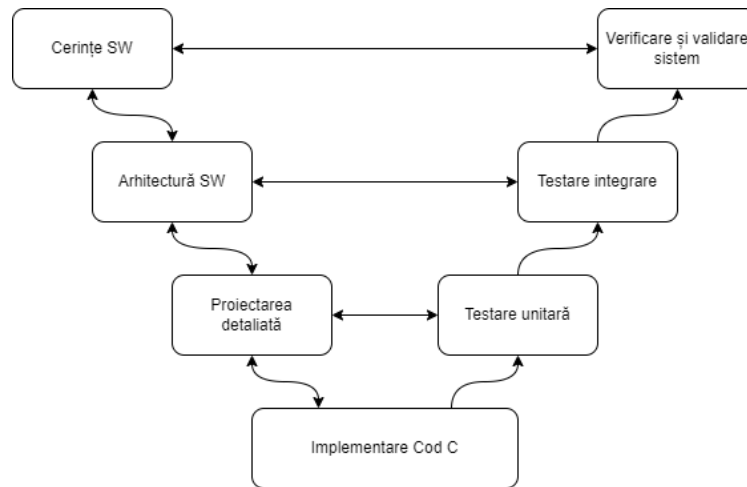 Cerințe SW
Verificare și validare
sistem
Arhitectură SW
Testare integrare
Proiectarea
detaliată
Testare unitară
Implementare Cod C